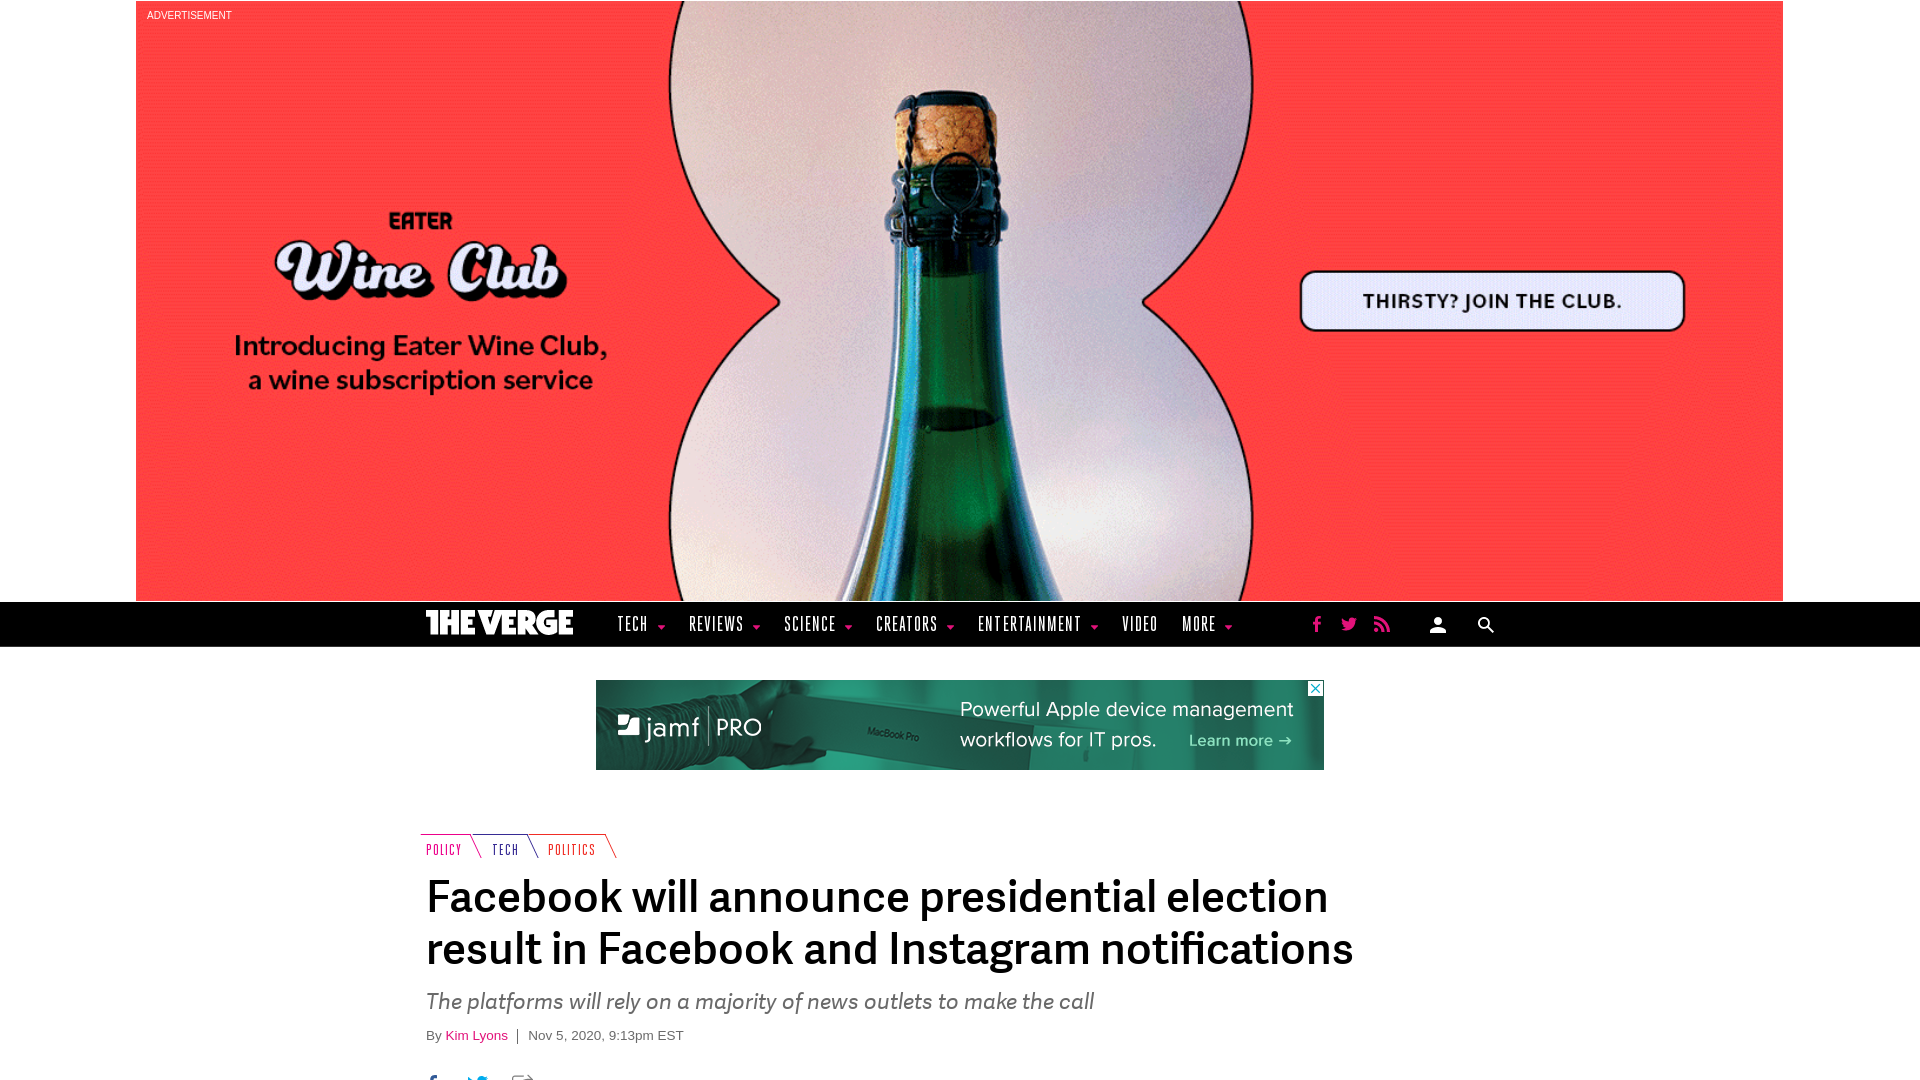 ADVERTISEMENT
EATER
Wine Club
Introducing Eater Wine Club,
a wine subscription service
THIRSTY? JOIN THE CLUB.
THE VERGE TECH REVIEWS SCIENCE CREATORS ENTERTAINMENT VIDEO MORE
jamf PRO
MacBook Pro
Powerful Apple device management
workflows for IT pros. Learn more →
POLICY TECH POLITICS
Facebook will announce presidential election
result in Facebook and Instagram notifications
The platforms will rely on a majority of news outlets to make the call
By Kim Lyons | Nov 5, 2020, 9:13pm EST